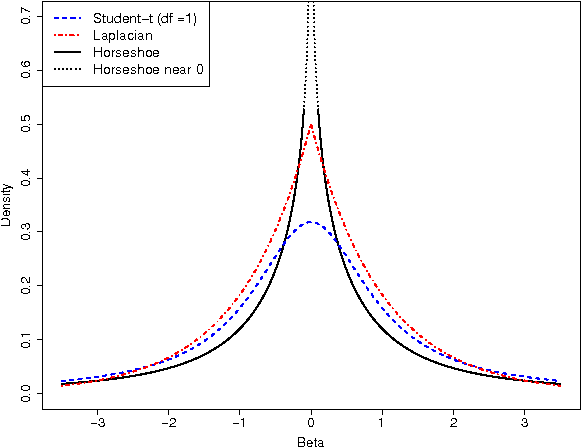 Student−t (df =1)
Laplacian
Horseshoe
Horseshoe near 0
Density
0.7
0.6
0.5
0.4
0.3
0.2
0.1
0.0
−3 −2 −1 0 1 2 3
Beta